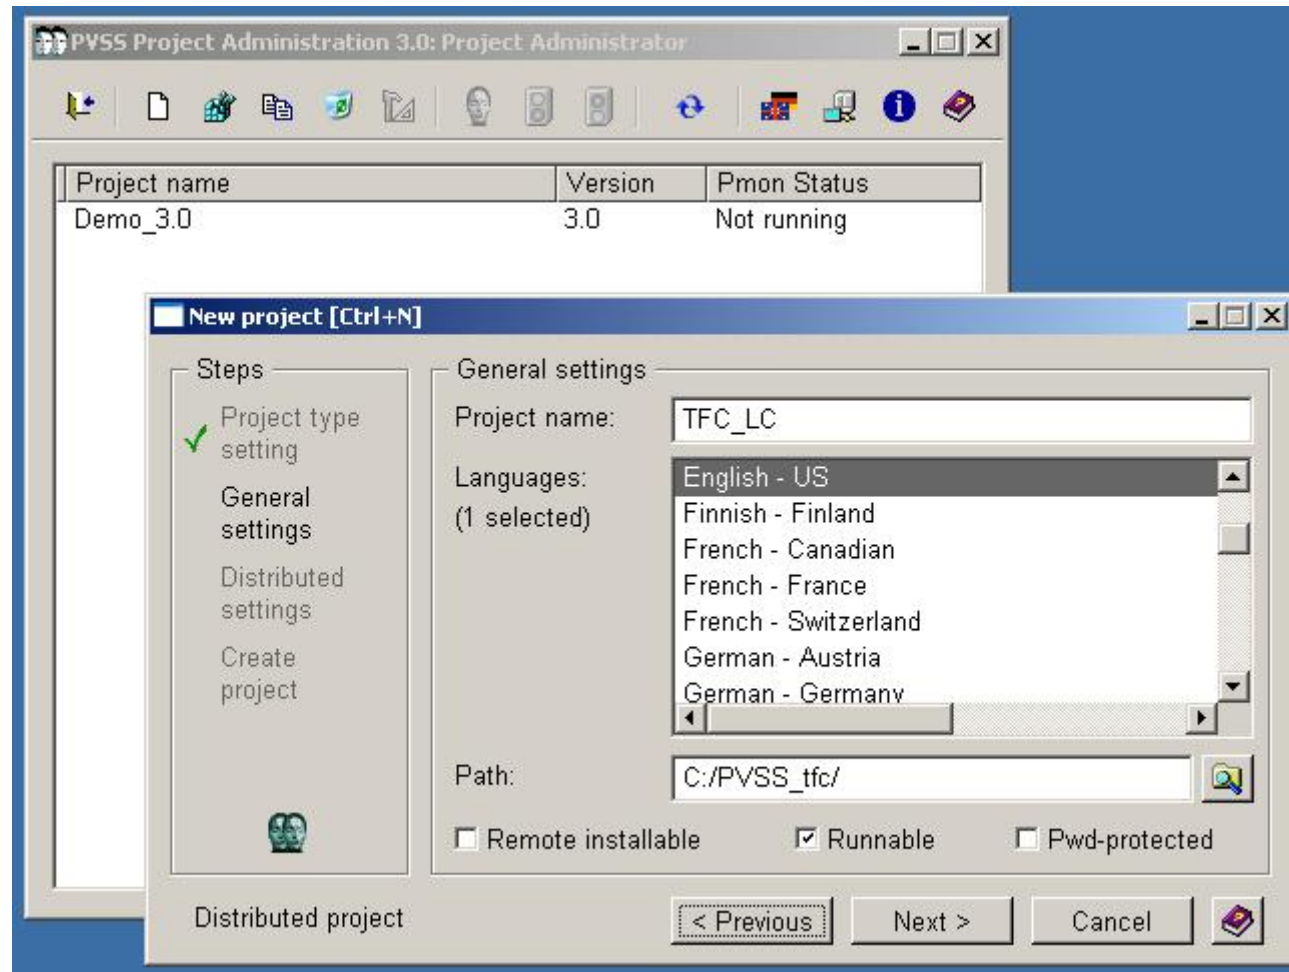 PVSS Project Administration 3.0: Project Administrator
Project name Version Pmon Status
Demo_3.0 3.0 Not running
New project [Ctrl+N]
Steps
Project type
setting
General
settings
Distributed
settings
Create
project
General settings
Project name: TFC_LC
Languages:
(1 selected)
English - US
Finnish - Finland
French - Canadian
French - France
French - Switzerland
German - Austria
German - Germany
Path: C:/PVSS_tfc/
Remote installable Runnable Pwd-protected
Distributed project
< Previous Next > Cancel